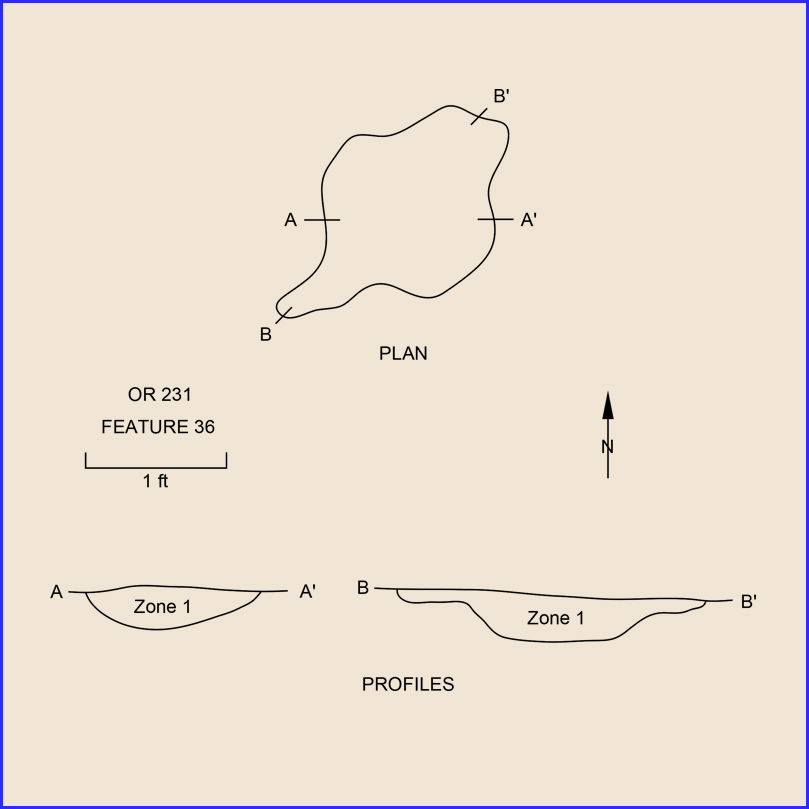 B'
A
A'
B
PLAN
OR 231
FEATURE 36
N
1 ft
A
Zone 1
A'
B
Zone 1
B'
PROFILES